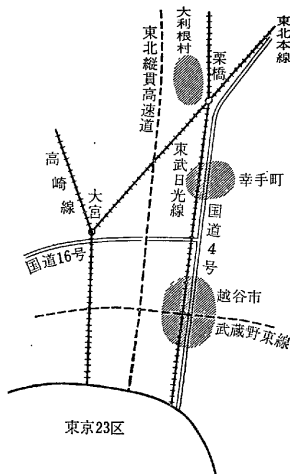 大利根村
東北本線
栗橋
東北縦貫高速道
高崎線
大宮
東武日光線
幸手町
国道4号
国道16号
越谷市
武蔵野東線
東京23区